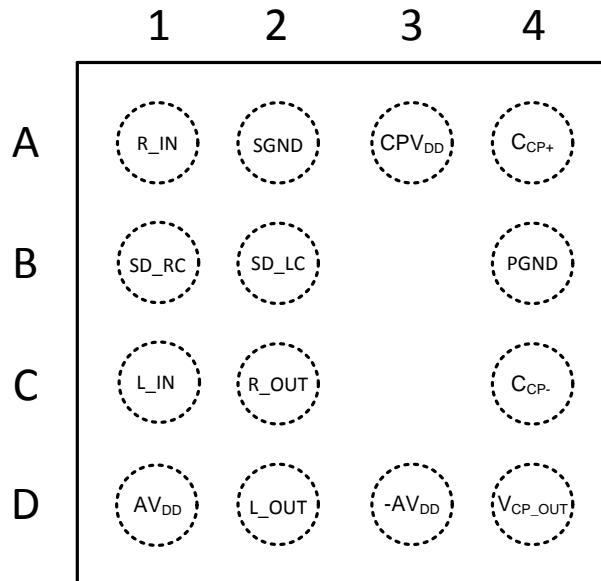 1 2 3 4
A R_IN SGND CPVDD CCP+
B SD_RC SD_LC PGND
C L_IN R_OUT CCP-
D AVDD L_OUT -AVDD VCP_OUT